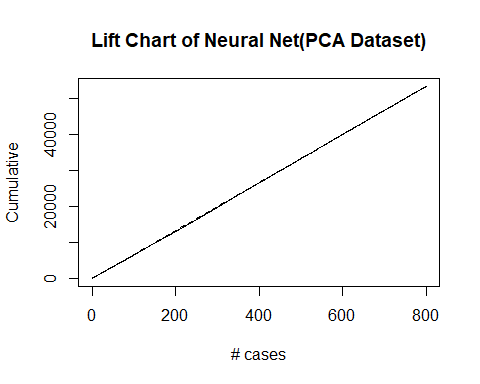 Lift Chart of Neural Net(PCA Dataset)
Cumulative
40000
20000
0
0 200 400 600 800
# cases